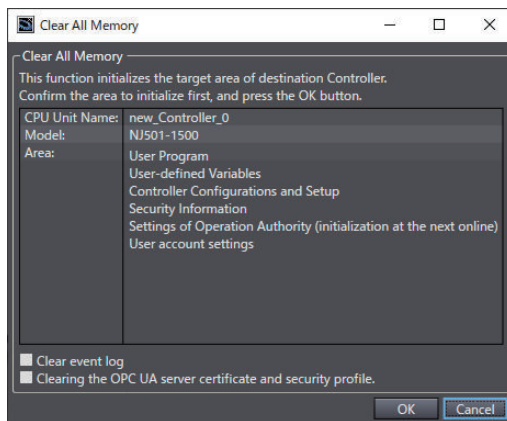 Clear All Memory
Clear All Memory
This function initializes the target area of destination Controller.
Confirm the area to initialize first, and press the OK button.
CPU Unit Name: new_Controller_0
Model: NJ501-1500
Area: User Program
User-defined Variables
Controller Configurations and Setup
Security Information
Settings of Operation Authority (initialization at the next online)
User account settings
Clear event log
Clearing the OPC UA server certificate and security profile.
OK Cancel